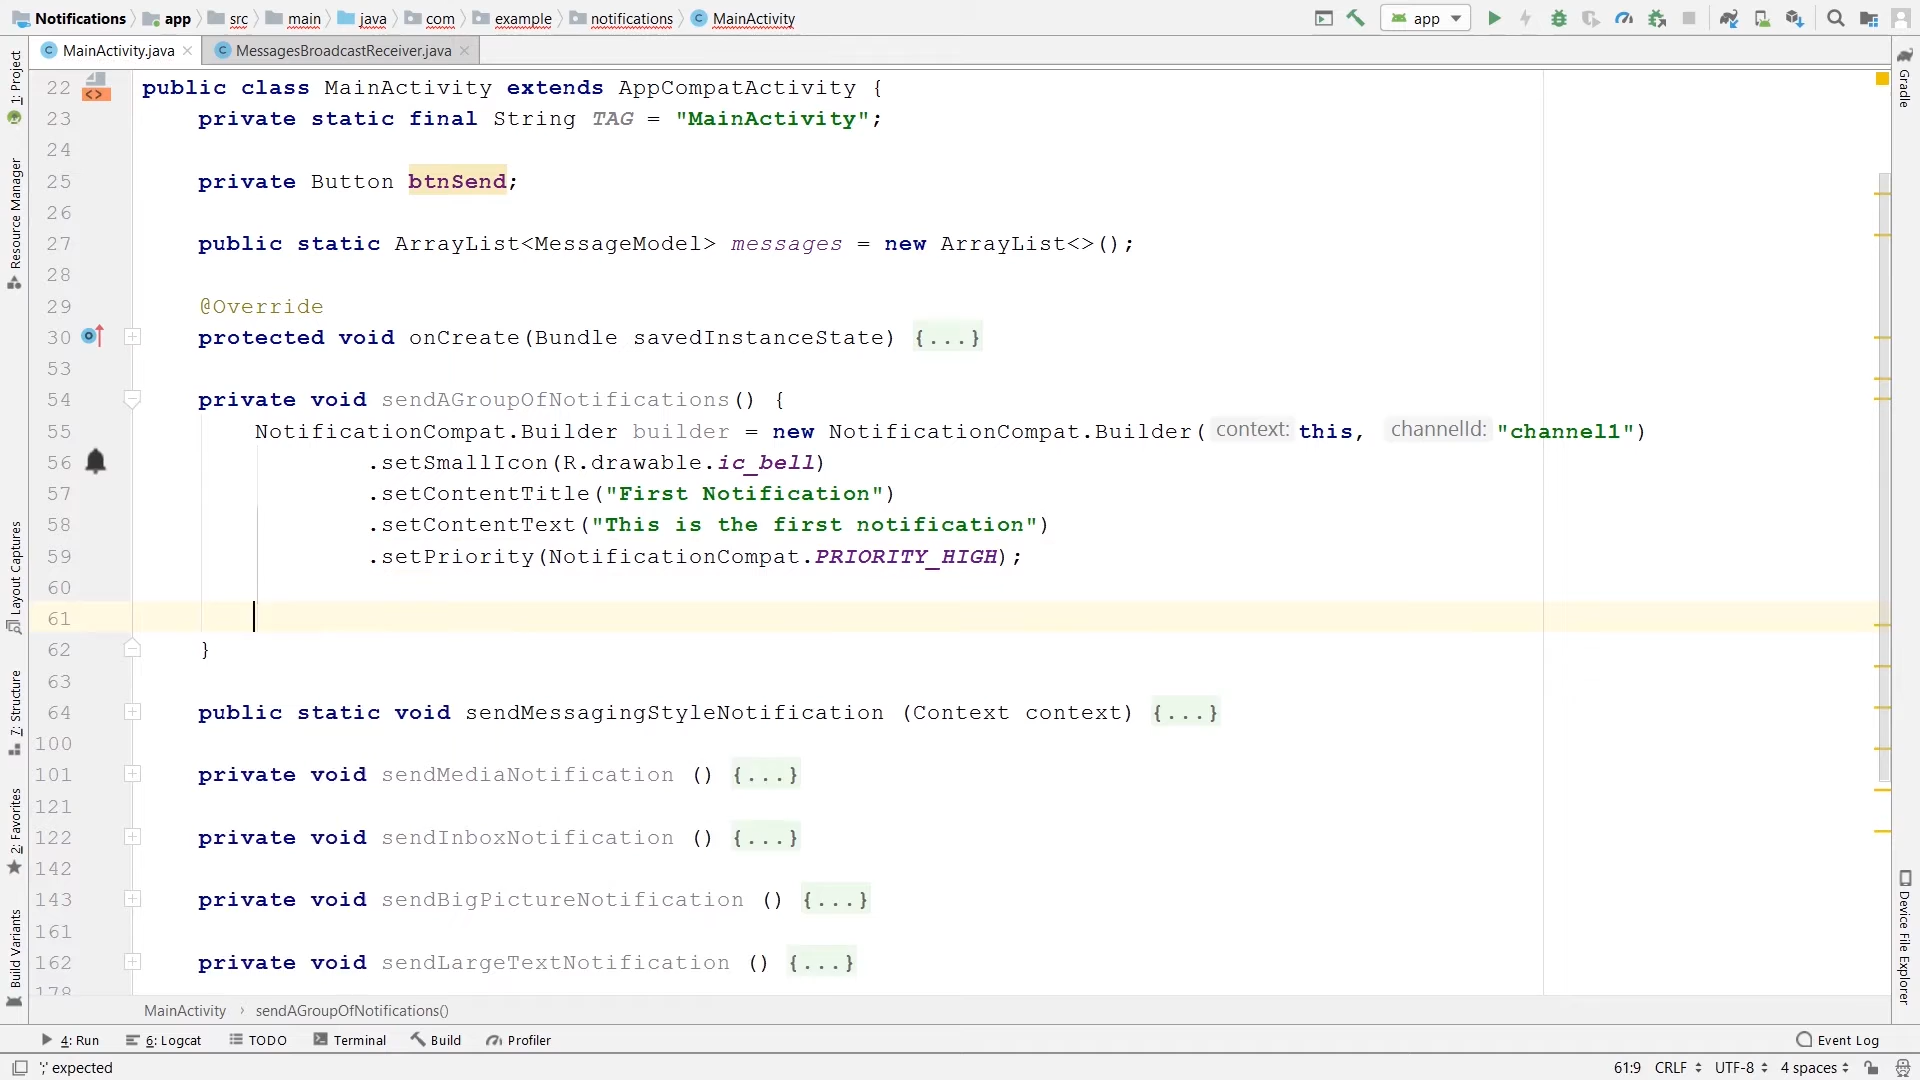 Notifications app src main java com example notifications MainActivity app
MainActivity.java MessagesBroadcastReceiver.java
1: Project
Resource Manager
Layout Captures
7: Structure
2: Favorites
Build Variants
22 public class MainActivity extends AppCompatActivity {
23 private static final String TAG = "MainActivity";
24
25 private Button btnSend;
26
27 public static ArrayList<MessageModel> messages = new ArrayList<>();
28
29 @Override
30 protected void onCreate(Bundle savedInstanceState) {...}
53
54 private void sendAGroupOfNotifications() {
55 NotificationCompat.Builder builder = new NotificationCompat.Builder( context: this, channelId: "channel1")
56 .setSmallIcon(R.drawable.ic_bell)
57 .setContentTitle("First Notification")
58 .setContentText("This is the first notification")
59 .setPriority(NotificationCompat.PRIORITY_HIGH);
60
61
62 }
63
64 public static void sendMessagingStyleNotification (Context context) {...}
100
101 private void sendMediaNotification () {...}
121
122 private void sendInboxNotification () {...}
142
143 private void sendBigPictureNotification () {...}
161
162 private void sendLargeTextNotification () {...}
178
Gradle
Device File Explorer
MainActivity › sendAGroupOfNotifications()
4: Run 6: Logcat TODO Terminal Build Profiler Event Log
';' expected 61:9 CRLF UTF-8 4 spaces